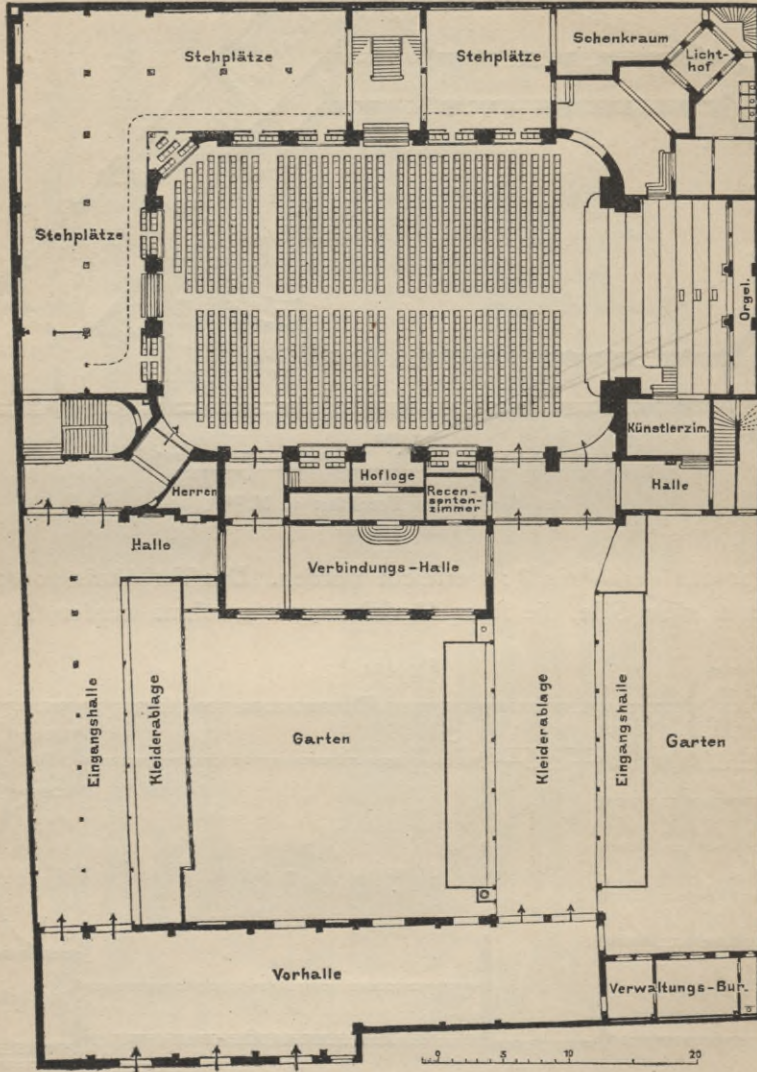 Stehplätze
Stehplätze
Schenkraum
Licht-
hof
Stehplätze
Orgel.
Künstlerzim.
Herren
Hofloge
Recen-
senten-
zimmer
Halle
Halle
Verbindungs-Halle
Eingangshalle
Kleiderablage
Garten
Kleiderablage
Eingangshalle
Garten
Vorhalle
Verwaltungs-Bur.
0 5 10 20